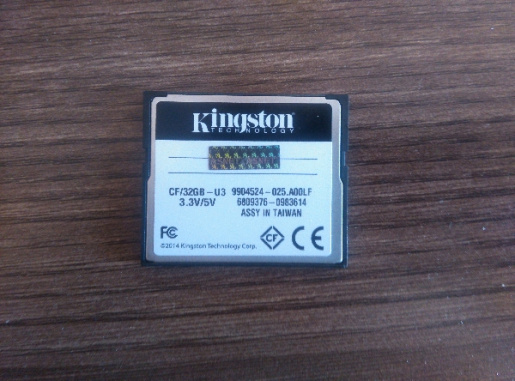 Kingston
TECHNOLOGY
CF/32GB-U3 9904524-025.A00LF
3.3V/5V 6809376-0983614
ASSY IN TAIWAN
FC CF CE
©2014 Kingston Technology Corp.